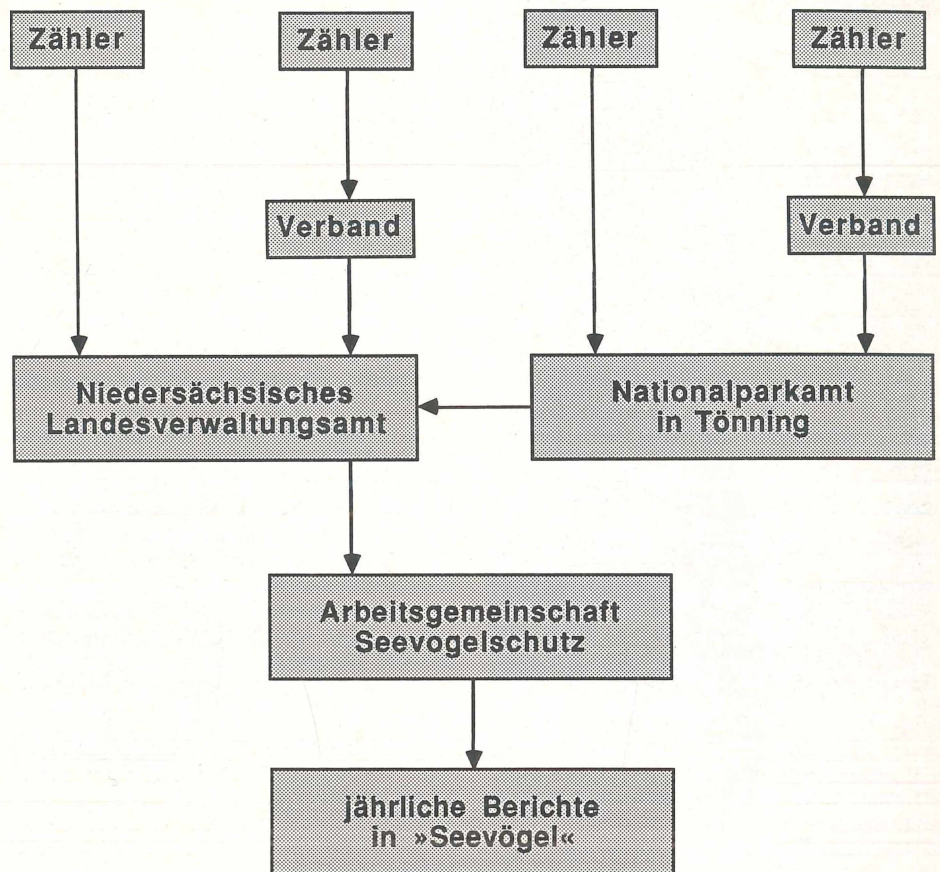 Zähler
Zähler
Zähler
Zähler
Verband
Verband
Niedersächsisches
Landesverwaltungsamt
Nationalparkamt
in Tönning
Arbeitsgemeinschaft
Seevogelschutz
jährliche Berichte
in »Seevögel«